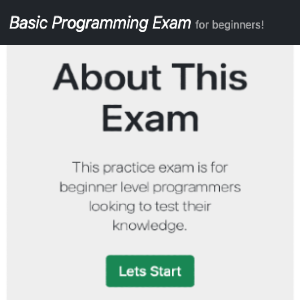 Basic Programming Exam for beginners!
About This
Exam
This practice exam is for
beginner level programmers
looking to test their
knowledge.
Lets Start